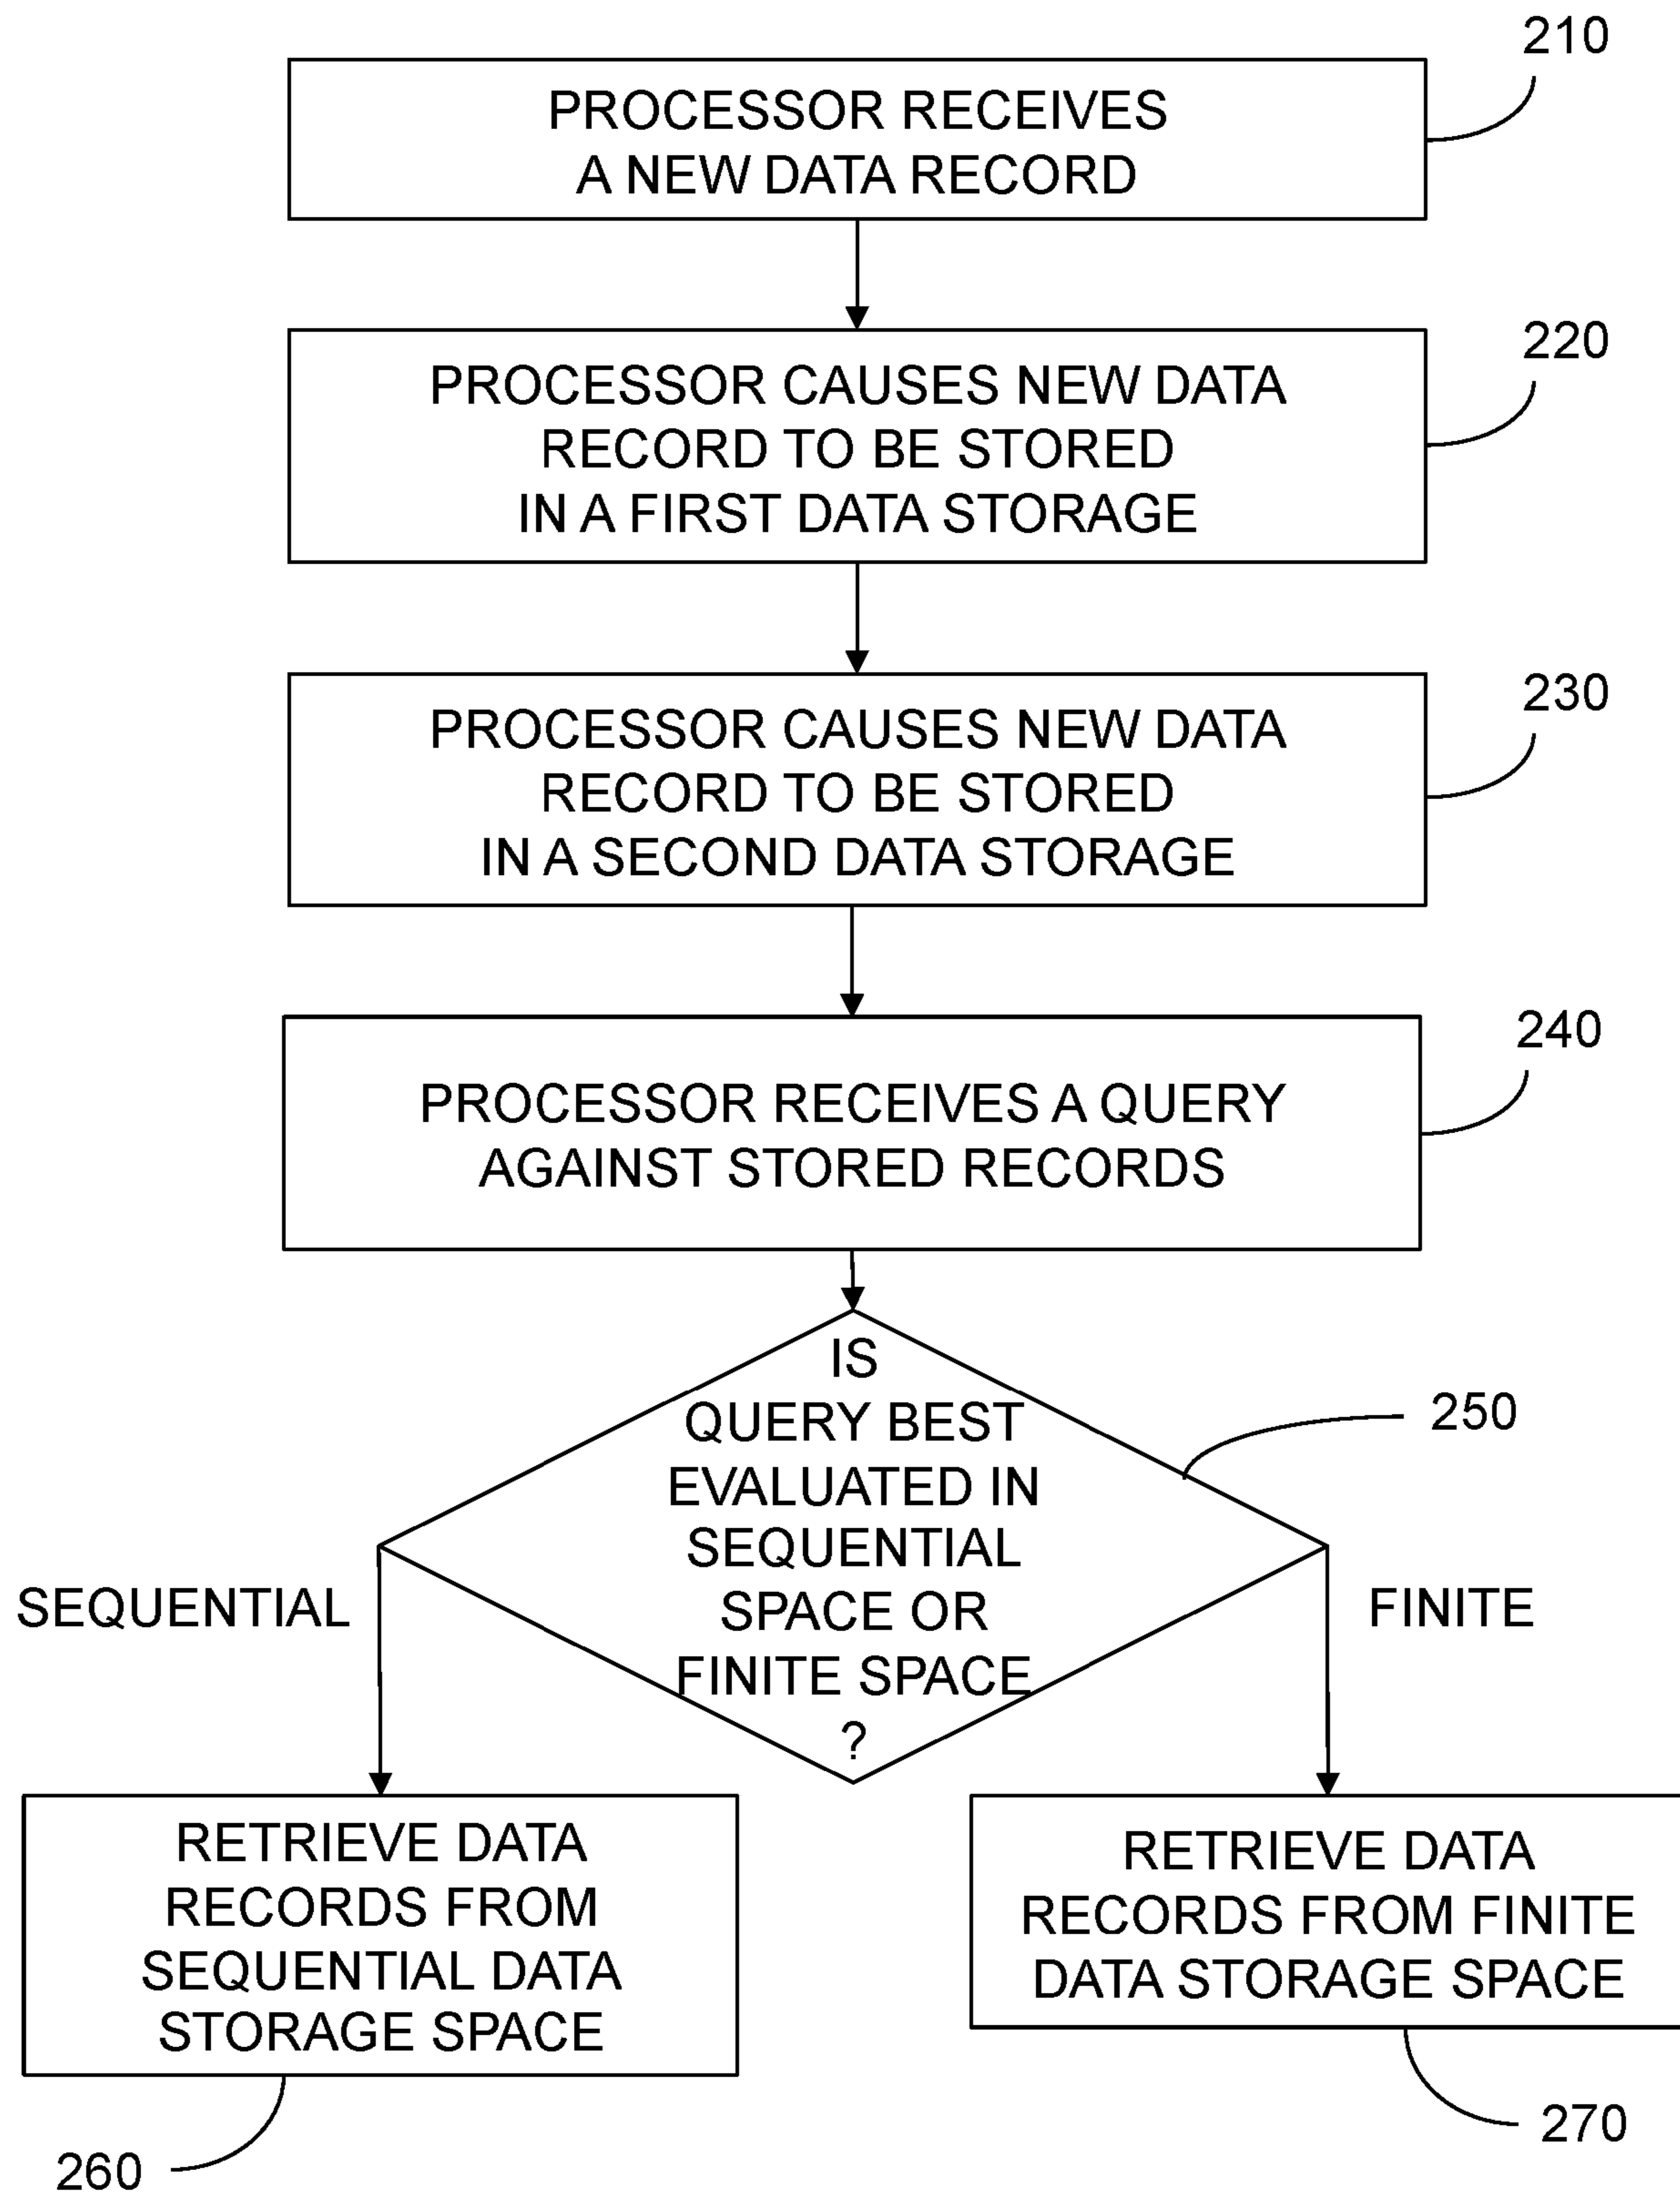 210
PROCESSOR RECEIVES
A NEW DATA RECORD
220
PROCESSOR CAUSES NEW DATA
RECORD TO BE STORED
IN A FIRST DATA STORAGE
230
PROCESSOR CAUSES NEW DATA
RECORD TO BE STORED
IN A SECOND DATA STORAGE
240
PROCESSOR RECEIVES A QUERY
AGAINST STORED RECORDS
IS
QUERY BEST
EVALUATED IN
SEQUENTIAL
SPACE OR
FINITE SPACE
?
250
SEQUENTIAL
FINITE
RETRIEVE DATA
RECORDS FROM
SEQUENTIAL DATA
STORAGE SPACE
260
RETRIEVE DATA
RECORDS FROM FINITE
DATA STORAGE SPACE
270